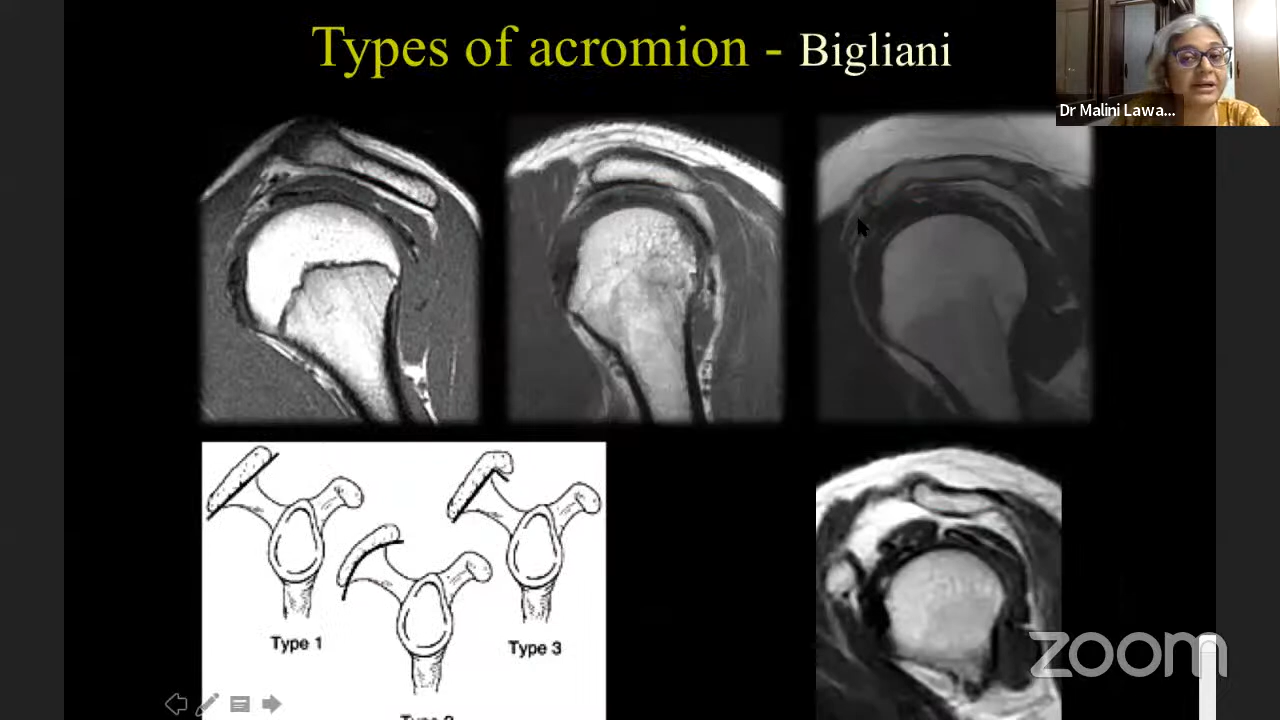 Types of acromion - Bigliani
Dr Malini Lawa...
Type 1
Type 3
zoom